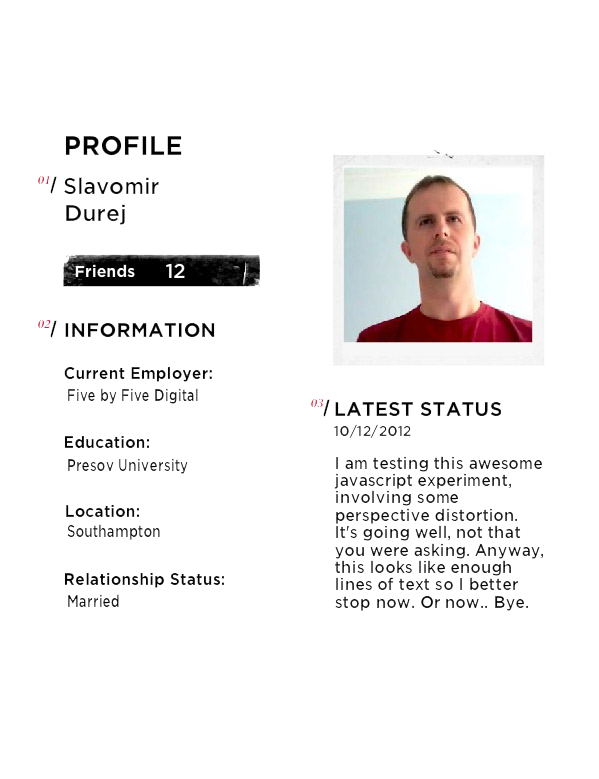 PROFILE
01/ Slavomir
Durej
Friends 12
02/ INFORMATION
Current Employer:
Five by Five Digital
Education:
Presov University
Location:
Southampton
Relationship Status:
Married
03/ LATEST STATUS
10/12/2012
I am testing this awesome
javascript experiment,
involving some
perspective distortion.
It's going well, not that
you were asking. Anyway,
this looks like enough
lines of text so I better
stop now. Or now.. Bye.